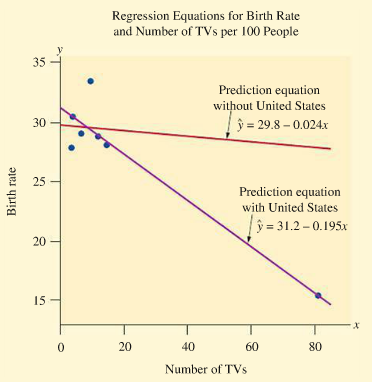 Regression Equations for Birth Rate
and Number of TVs per 100 People
y
35
30
25
20
15
Birth rate
Prediction equation
without United States
ŷ = 29.8 – 0.024x
Prediction equation
with United States
ŷ = 31.2 – 0.195x
x
0 20 40 60 80
Number of TVs